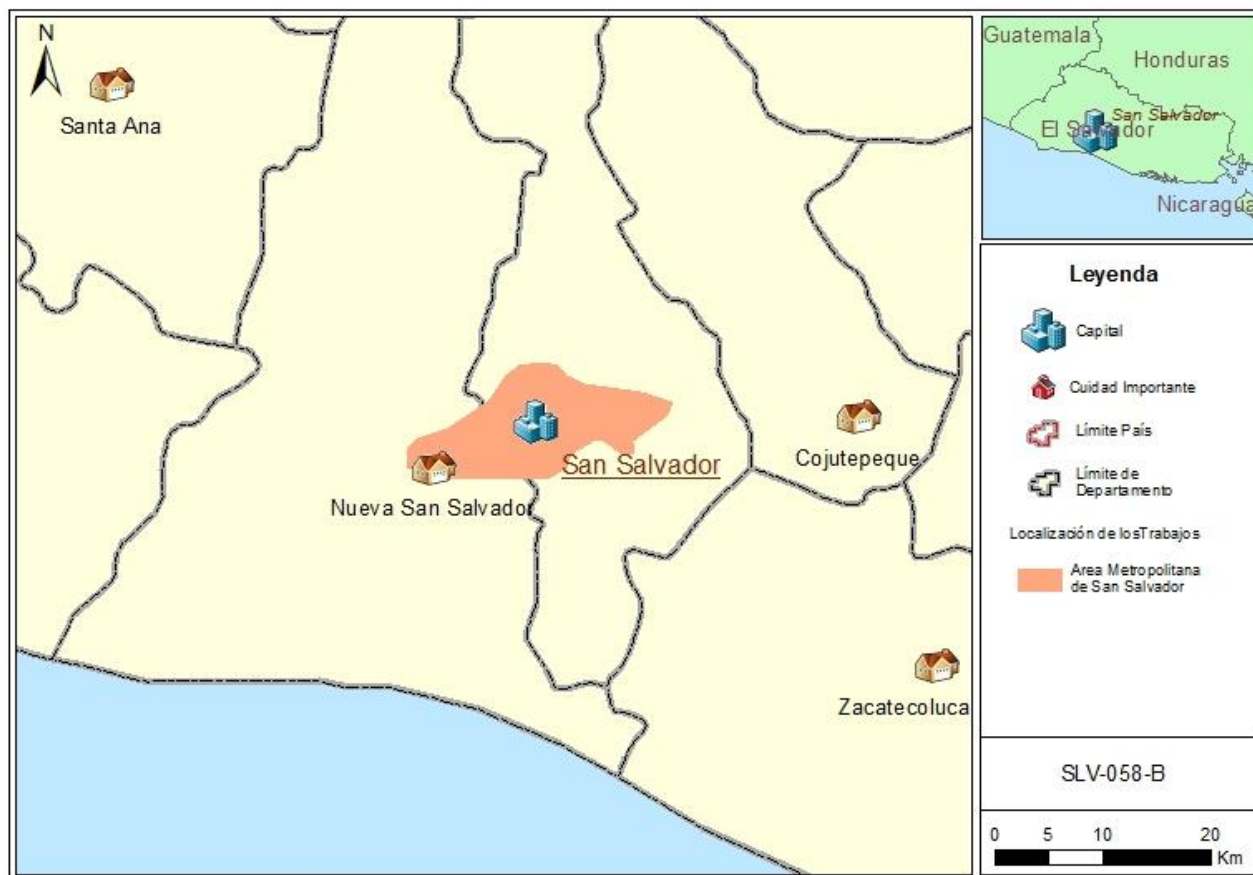 N
Santa Ana
San Salvador
Nueva San Salvador
Cojutepeque
Zacatecoluca
Guatemala
Honduras
San Salvador
El Salvador
Nicaragua
Leyenda
Capital
Cuidad Importante
Límite País
Límite de
Departamento
Localización de losTrabajos
Area Metropolitana
de San Salvador
SLV-058-B
0 5 10 20
Km